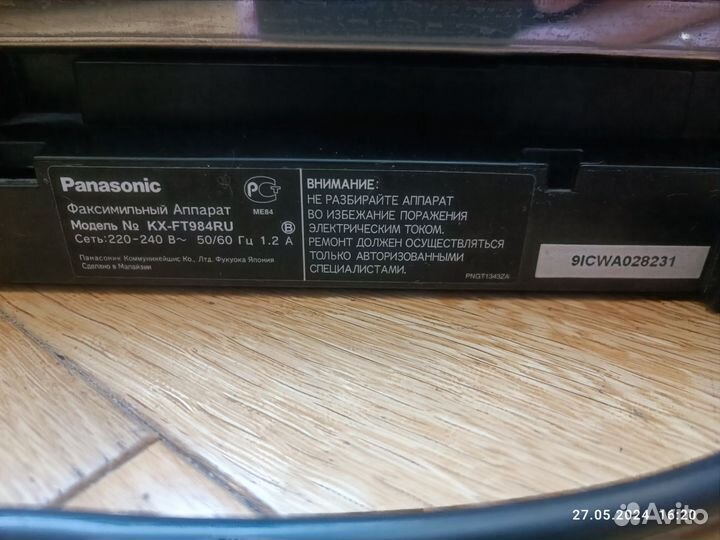 Panasonic
Факсимильный Аппарат
Модель № KX-FT984RU
Сеть:220-240 В~ 50/60 Гц 1.2 А
Панасоник Коммуникейшнс Ко., Лтд. Фукуока Япония
Сделано в Малайзии
РСТ
ME84
B
ВНИМАНИЕ:
НЕ РАЗБИРАЙТЕ АППАРАТ
ВО ИЗБЕЖАНИЕ ПОРАЖЕНИЯ
ЭЛЕКТРИЧЕСКИМ ТОКОМ.
РЕМОНТ ДОЛЖЕН ОСУЩЕСТВЛЯТЬСЯ
ТОЛЬКО АВТОРИЗОВАННЫМИ
СПЕЦИАЛИСТАМИ.
PNGT1343ZA
9ICWA028231
27.05.2024 16:20
Avito